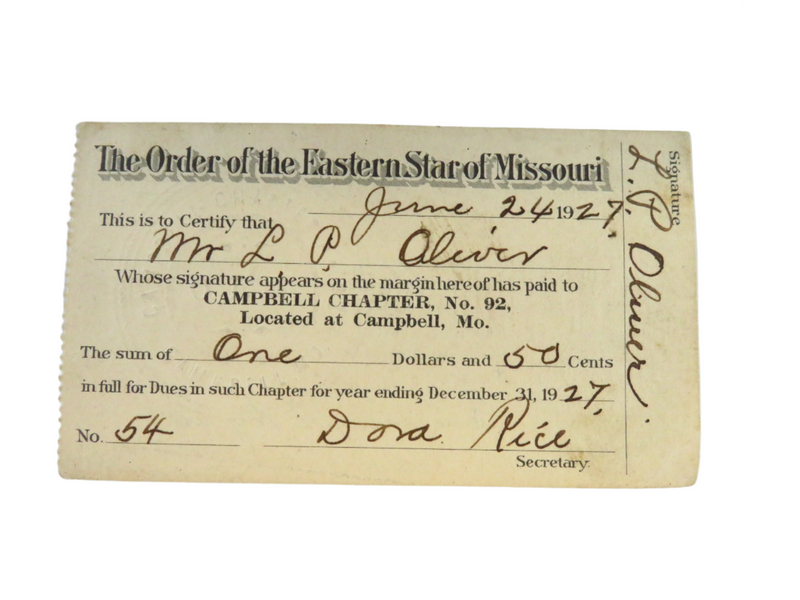 The Order of the Eastern Star of Missouri
June 24 1927.
This is to Certify that
Mr L. P. Oliver
Whose signature appears on the margin hereof has paid to
CAMPBELL CHAPTER, No. 92,
Located at Campbell, Mo.
The sum of One Dollars and 50 Cents
in full for Dues in such Chapter for year ending December 31, 1927.
No. 54 Dora Rice
Secretary.
Signature
L. P. Oliver.